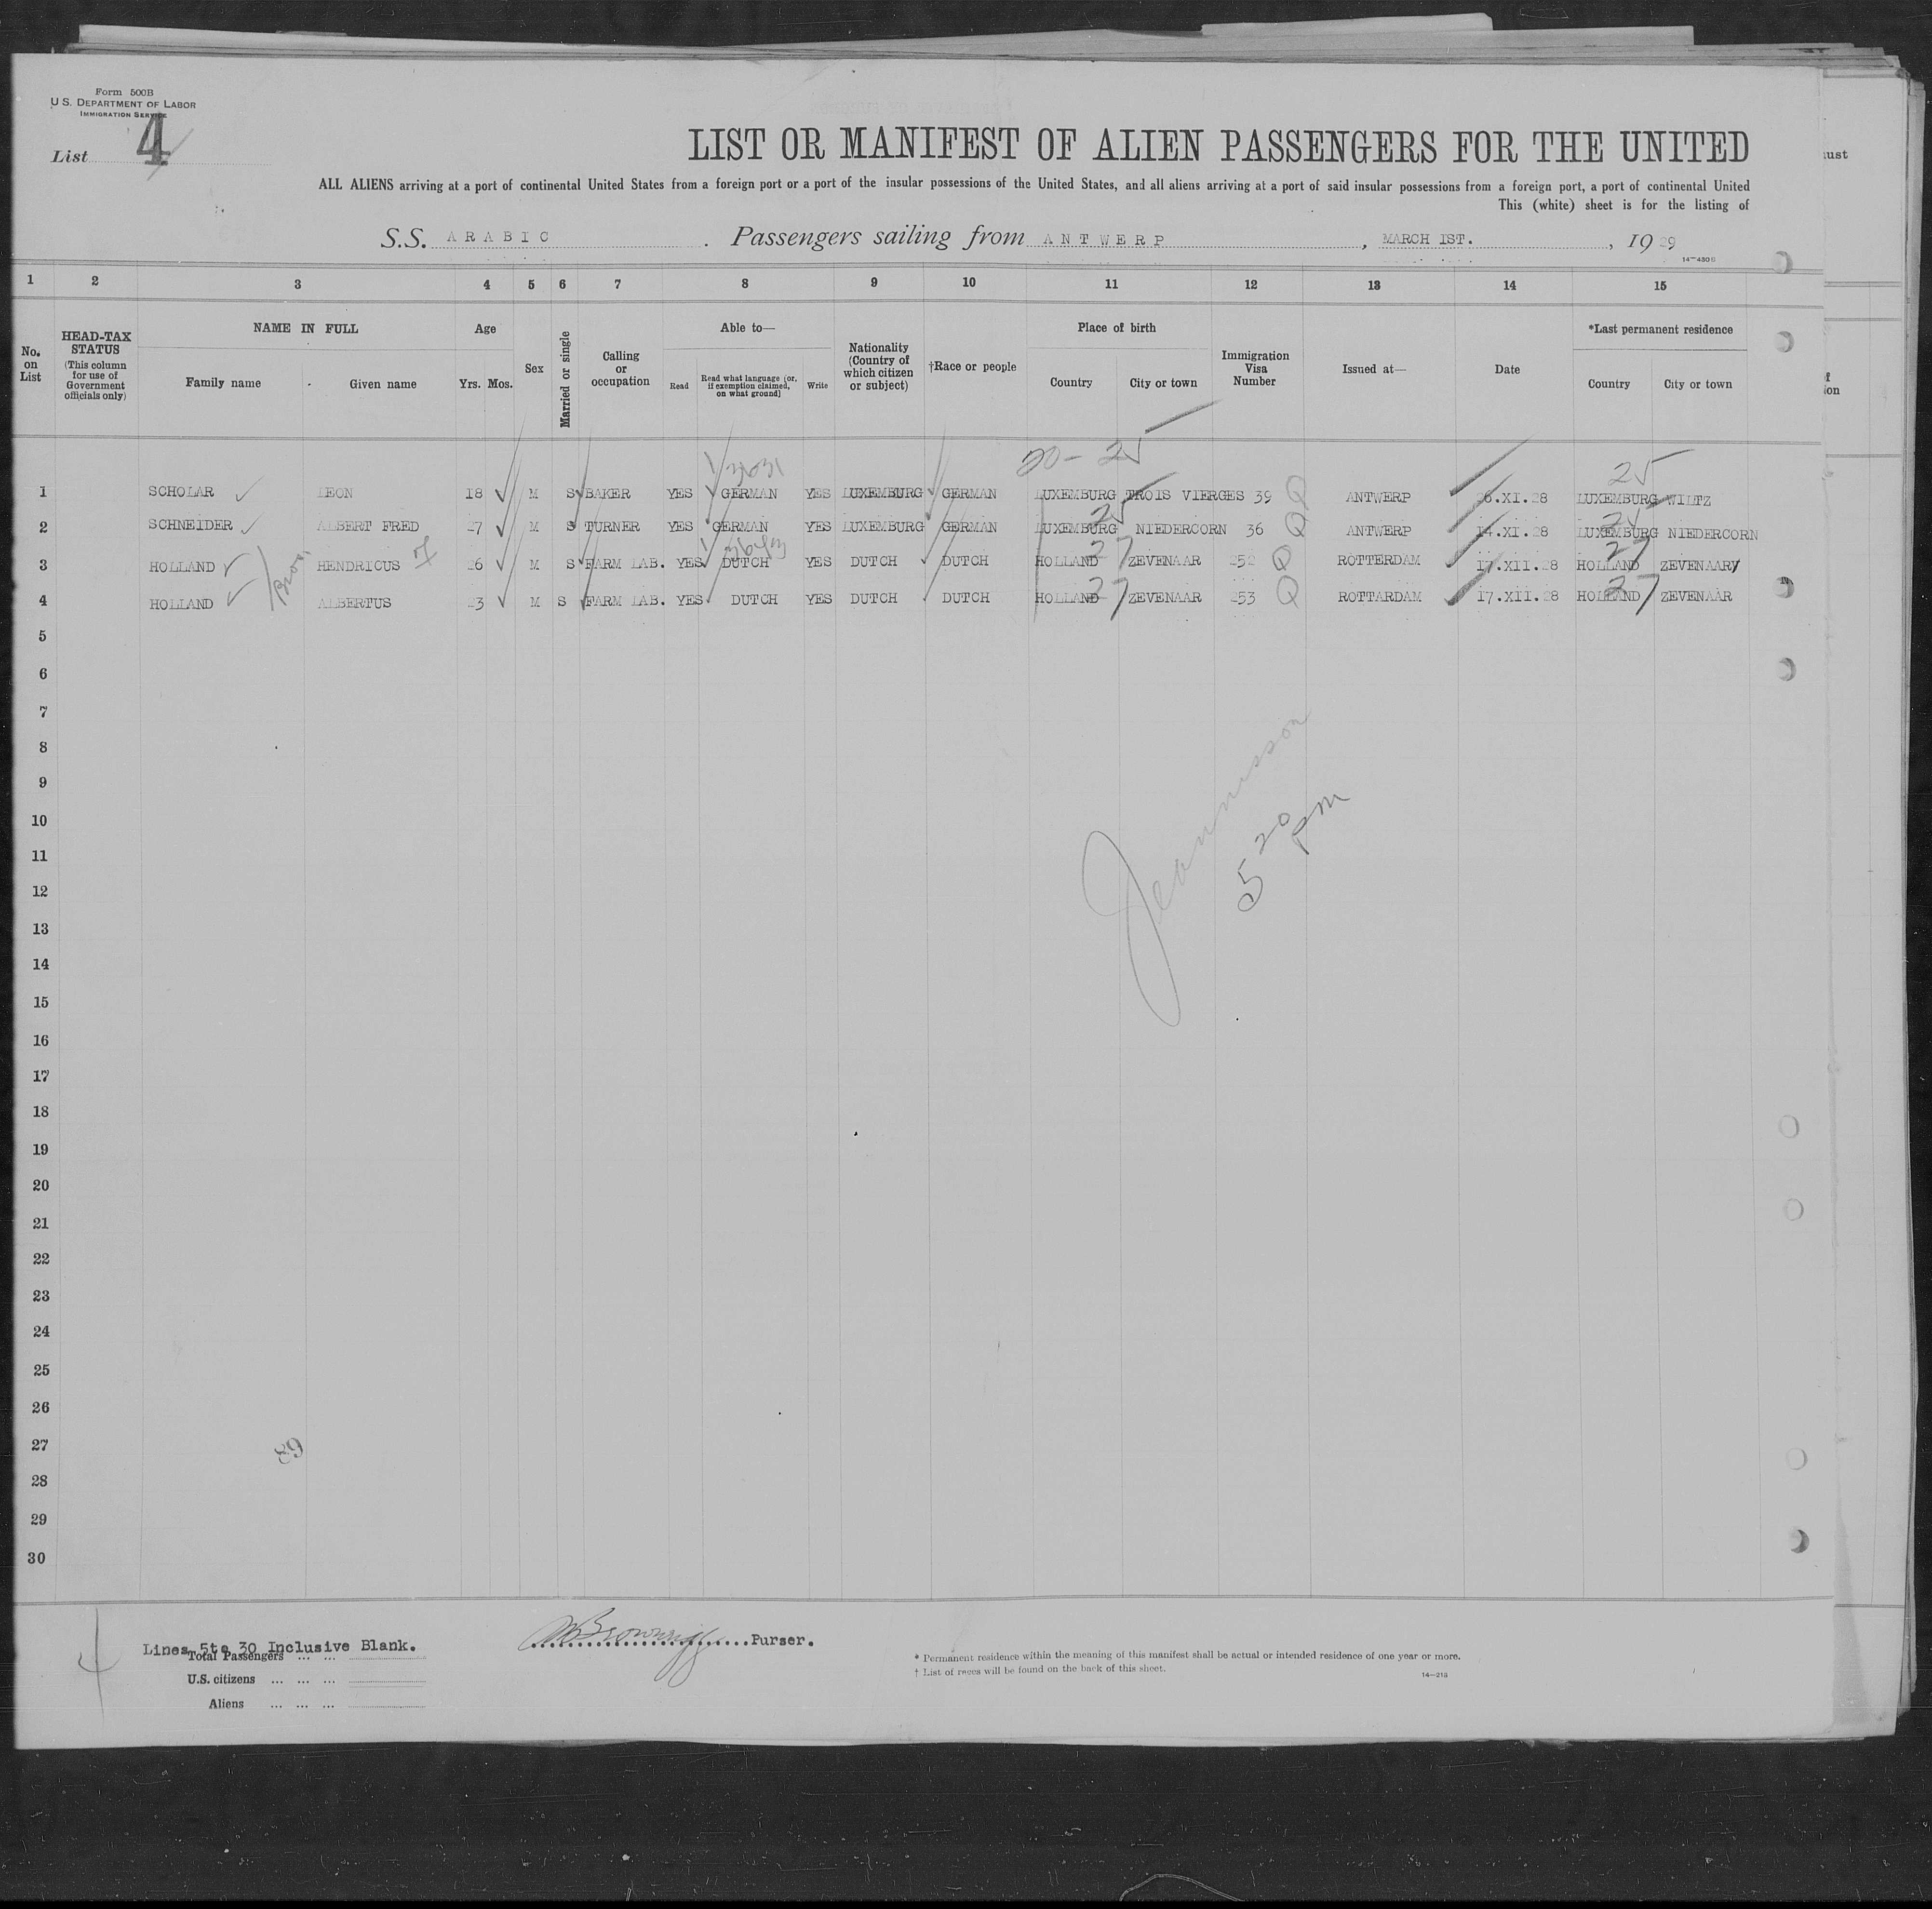 Form 500B
U. S. DEPARTMENT OF LABOR
IMMIGRATION SERVICE
List 4
LIST OR MANIFEST OF ALIEN PASSENGERS FOR THE UNITED
ALL ALIENS arriving at a port of continental United States from a foreign port or a port of the insular possessions of the United States, and all aliens arriving at a port of said insular possessions from a foreign port, a port of continental United
This (white) sheet is for the listing of
S.S. ARABIC. Passengers sailing from ANTWERP, MARCH 1ST., 1929
1 2 3 4 5 6 7 8 9 10 11 12 13 14 15
No. on List
HEAD-TAX STATUS
(This column for use of Government officials only)
NAME IN FULL
Family name Given name
Age
Yrs. Mos.
Sex
Married or single
Calling or occupation
Able to—
Read
Read what language [or, if exemption claimed, on what ground]
Write
Nationality (Country of which citizen or subject)
†Race or people
Place of birth
Country City or town
Immigration Visa Number
Issued at—
Date
*Last permanent residence
Country City or town
20 - 25
25
1 SCHOLAR LEON 18 M S BAKER YES GERMAN YES LUXEMBURG GERMAN LUXEMBURG TROIS VIERGES 39 Q ANTWERP 26.XI.28 LUXEMBURG WILTZ
2 SCHNEIDER ALBERT FRED 27 M S TURNER YES GERMAN YES LUXEMBURG GERMAN LUXEMBURG 25 NIEDERCORN 36 Q ANTWERP 14.XI.28 LUXEMBURG 25 NIEDERCORN
3 HOLLAND HENDRICUS 26 M S FARM LAB. YES DUTCH YES DUTCH DUTCH HOLLAND 27 ZEVENAAR 252 Q ROTTERDAM 17.XII.28 HOLLAND 27 ZEVENAAR
Bros.
4 HOLLAND ALBERTUS 23 M S FARM LAB. YES DUTCH YES DUTCH DUTCH HOLLAND 27 ZEVENAAR 253 Q ROTTARDAM 17.XII.28 HOLLAND 27 ZEVENAAR
5
6
7
8
9
10
11
12
13
14
15
16
17
18
19
20
21
22
23
24
25
26
27
28
29
30
5 20 pm
89
Lines 5to 30 Inclusive Blank.
Purser.
Total Passengers
U.S. citizens
Aliens
* Permanent residence within the meaning of this manifest shall be actual or intended residence of one year or more.
† List of races will be found on the back of this sheet.
14—213